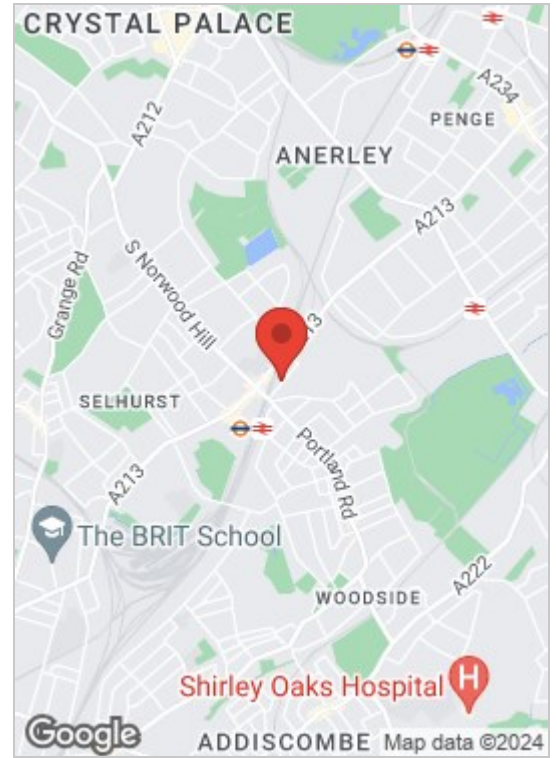 CRYSTAL PALACE
A212
A234
PENGE
ANERLEY
A213
Grange Rd
S Norwood Hill
SELHURST
A213
Portland Rd
The BRIT School
A222
WOODSIDE
Shirley Oaks Hospital
H
Google
ADDISCOMBE
Map data ©2024